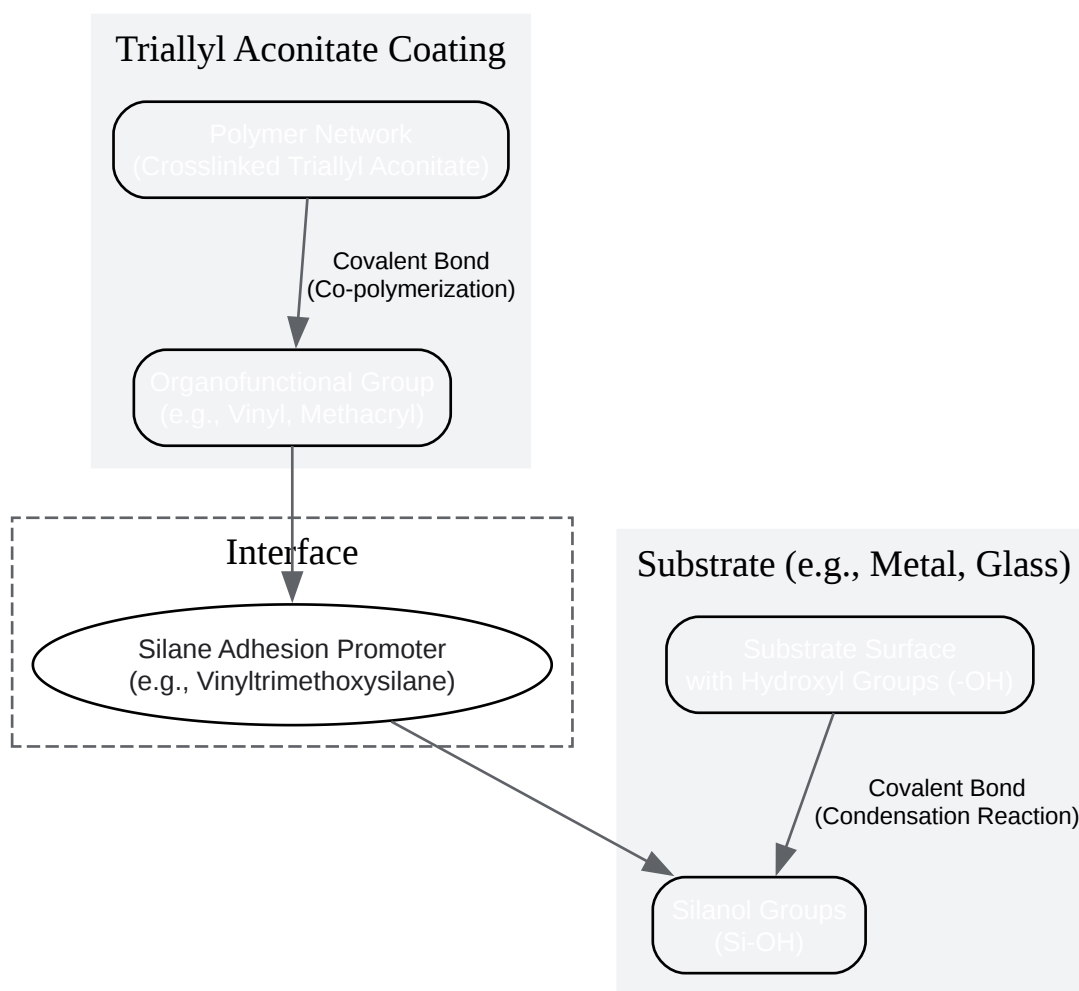 Triallyl Aconitate Coating
Polymer Network
(Crosslinked Triallyl Aconitate)
Covalent Bond
(Co-polymerization)
Organofunctional Group
(e.g., Vinyl, Methacryl)
Interface
Silane Adhesion Promoter
(e.g., Vinyltrimethoxysilane)
Substrate (e.g., Metal, Glass)
Substrate Surface
with Hydroxyl Groups (-OH)
Covalent Bond
(Condensation Reaction)
Silanol Groups
(Si-OH)